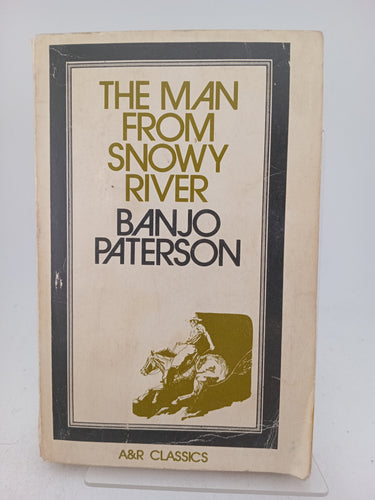 THE MAN
FROM
SNOWY
RIVER
BANJO
PATERSON
A&R CLASSICS